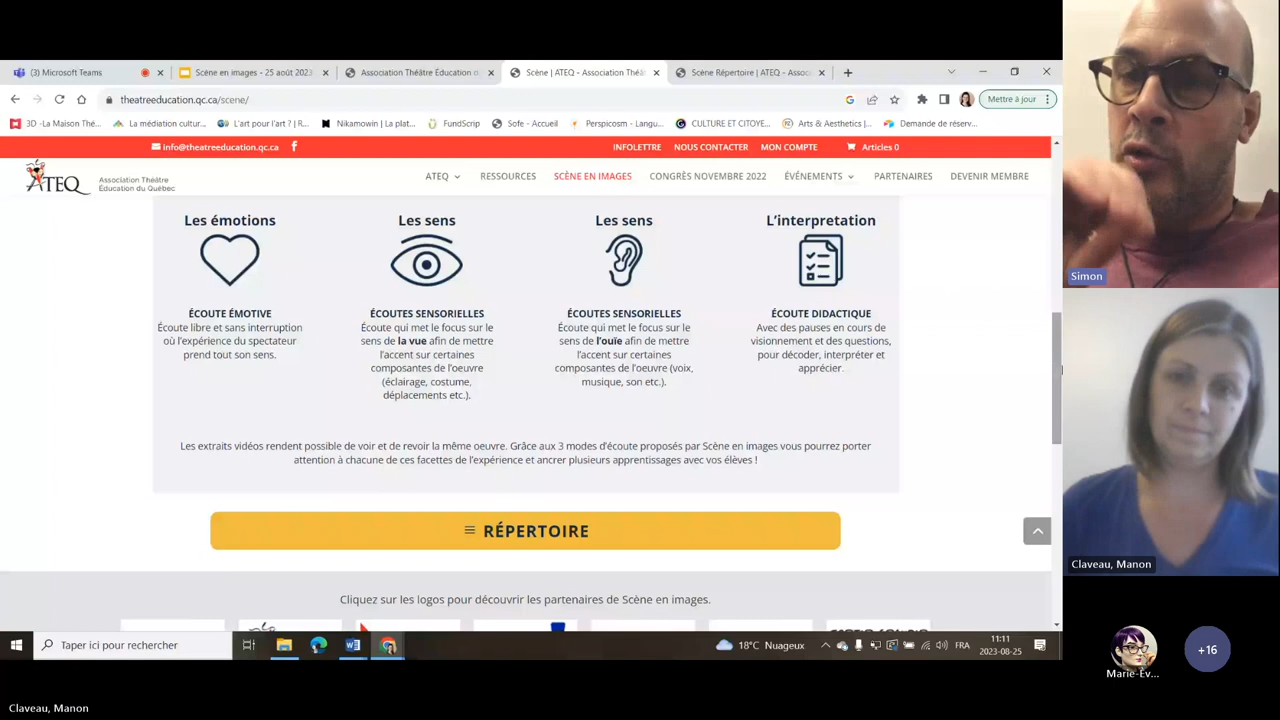 (3) Microsoft Teams
Scène en images - 25 août 2023
Association Théâtre Éducation d
Scène | ATEQ - Association Théât
Scène Répertoire | ATEQ - Assoc
theatreeducation.qc.ca/scene/
Mettre à jour
3D -La Maison Thé...
La médiation cultur...
L'art pour l'art ? | R...
Nikamowin | La plat...
FundScrip
Sofe - Accueil
Perspicosm - Langu...
CULTURE ET CITOYE...
Arts & Aesthetics |...
Demande de réserv...
info@theatreeducation.qc.ca
INFOLETTRE
NOUS CONTACTER
MON COMPTE
Articles 0
ATEQ
Association Théâtre
Éducation du Québec
ATEQ
RESSOURCES
SCÈNE EN IMAGES
CONGRÈS NOVEMBRE 2022
ÉVÉNEMENTS
PARTENAIRES
DEVENIR MEMBRE
Les émotions
ÉCOUTE ÉMOTIVE
Écoute libre et sans interruption
où l'expérience du spectateur
prend tout son sens.
Les sens
ÉCOUTES SENSORIELLES
Écoute qui met le focus sur le
sens de la vue afin de mettre
l'accent sur certaines
composantes de l'oeuvre
(éclairage, costume,
déplacements etc.).
Les sens
ÉCOUTES SENSORIELLES
Écoute qui met le focus sur le
sens de l'ouïe afin de mettre
l'accent sur certaines
composantes de l'oeuvre (voix,
musique, son etc.).
L'interpretation
ÉCOUTE DIDACTIQUE
Avec des pauses en cours de
visionnement et des questions,
pour décoder, interpréter et
apprécier.
Les extraits vidéos rendent possible de voir et de revoir la même oeuvre. Grâce aux 3 modes d'écoute proposés par Scène en images vous pourrez porter
attention à chacune de ces facettes de l'expérience et ancrer plusieurs apprentissages avec vos élèves !
RÉPERTOIRE
Cliquez sur les logos pour découvrir les partenaires de Scène en images.
Taper ici pour rechercher
18°C Nuageux
FRA
11:11
2023-08-25
Simon
Claveau, Manon
Marie-Èv...
+16
Claveau, Manon